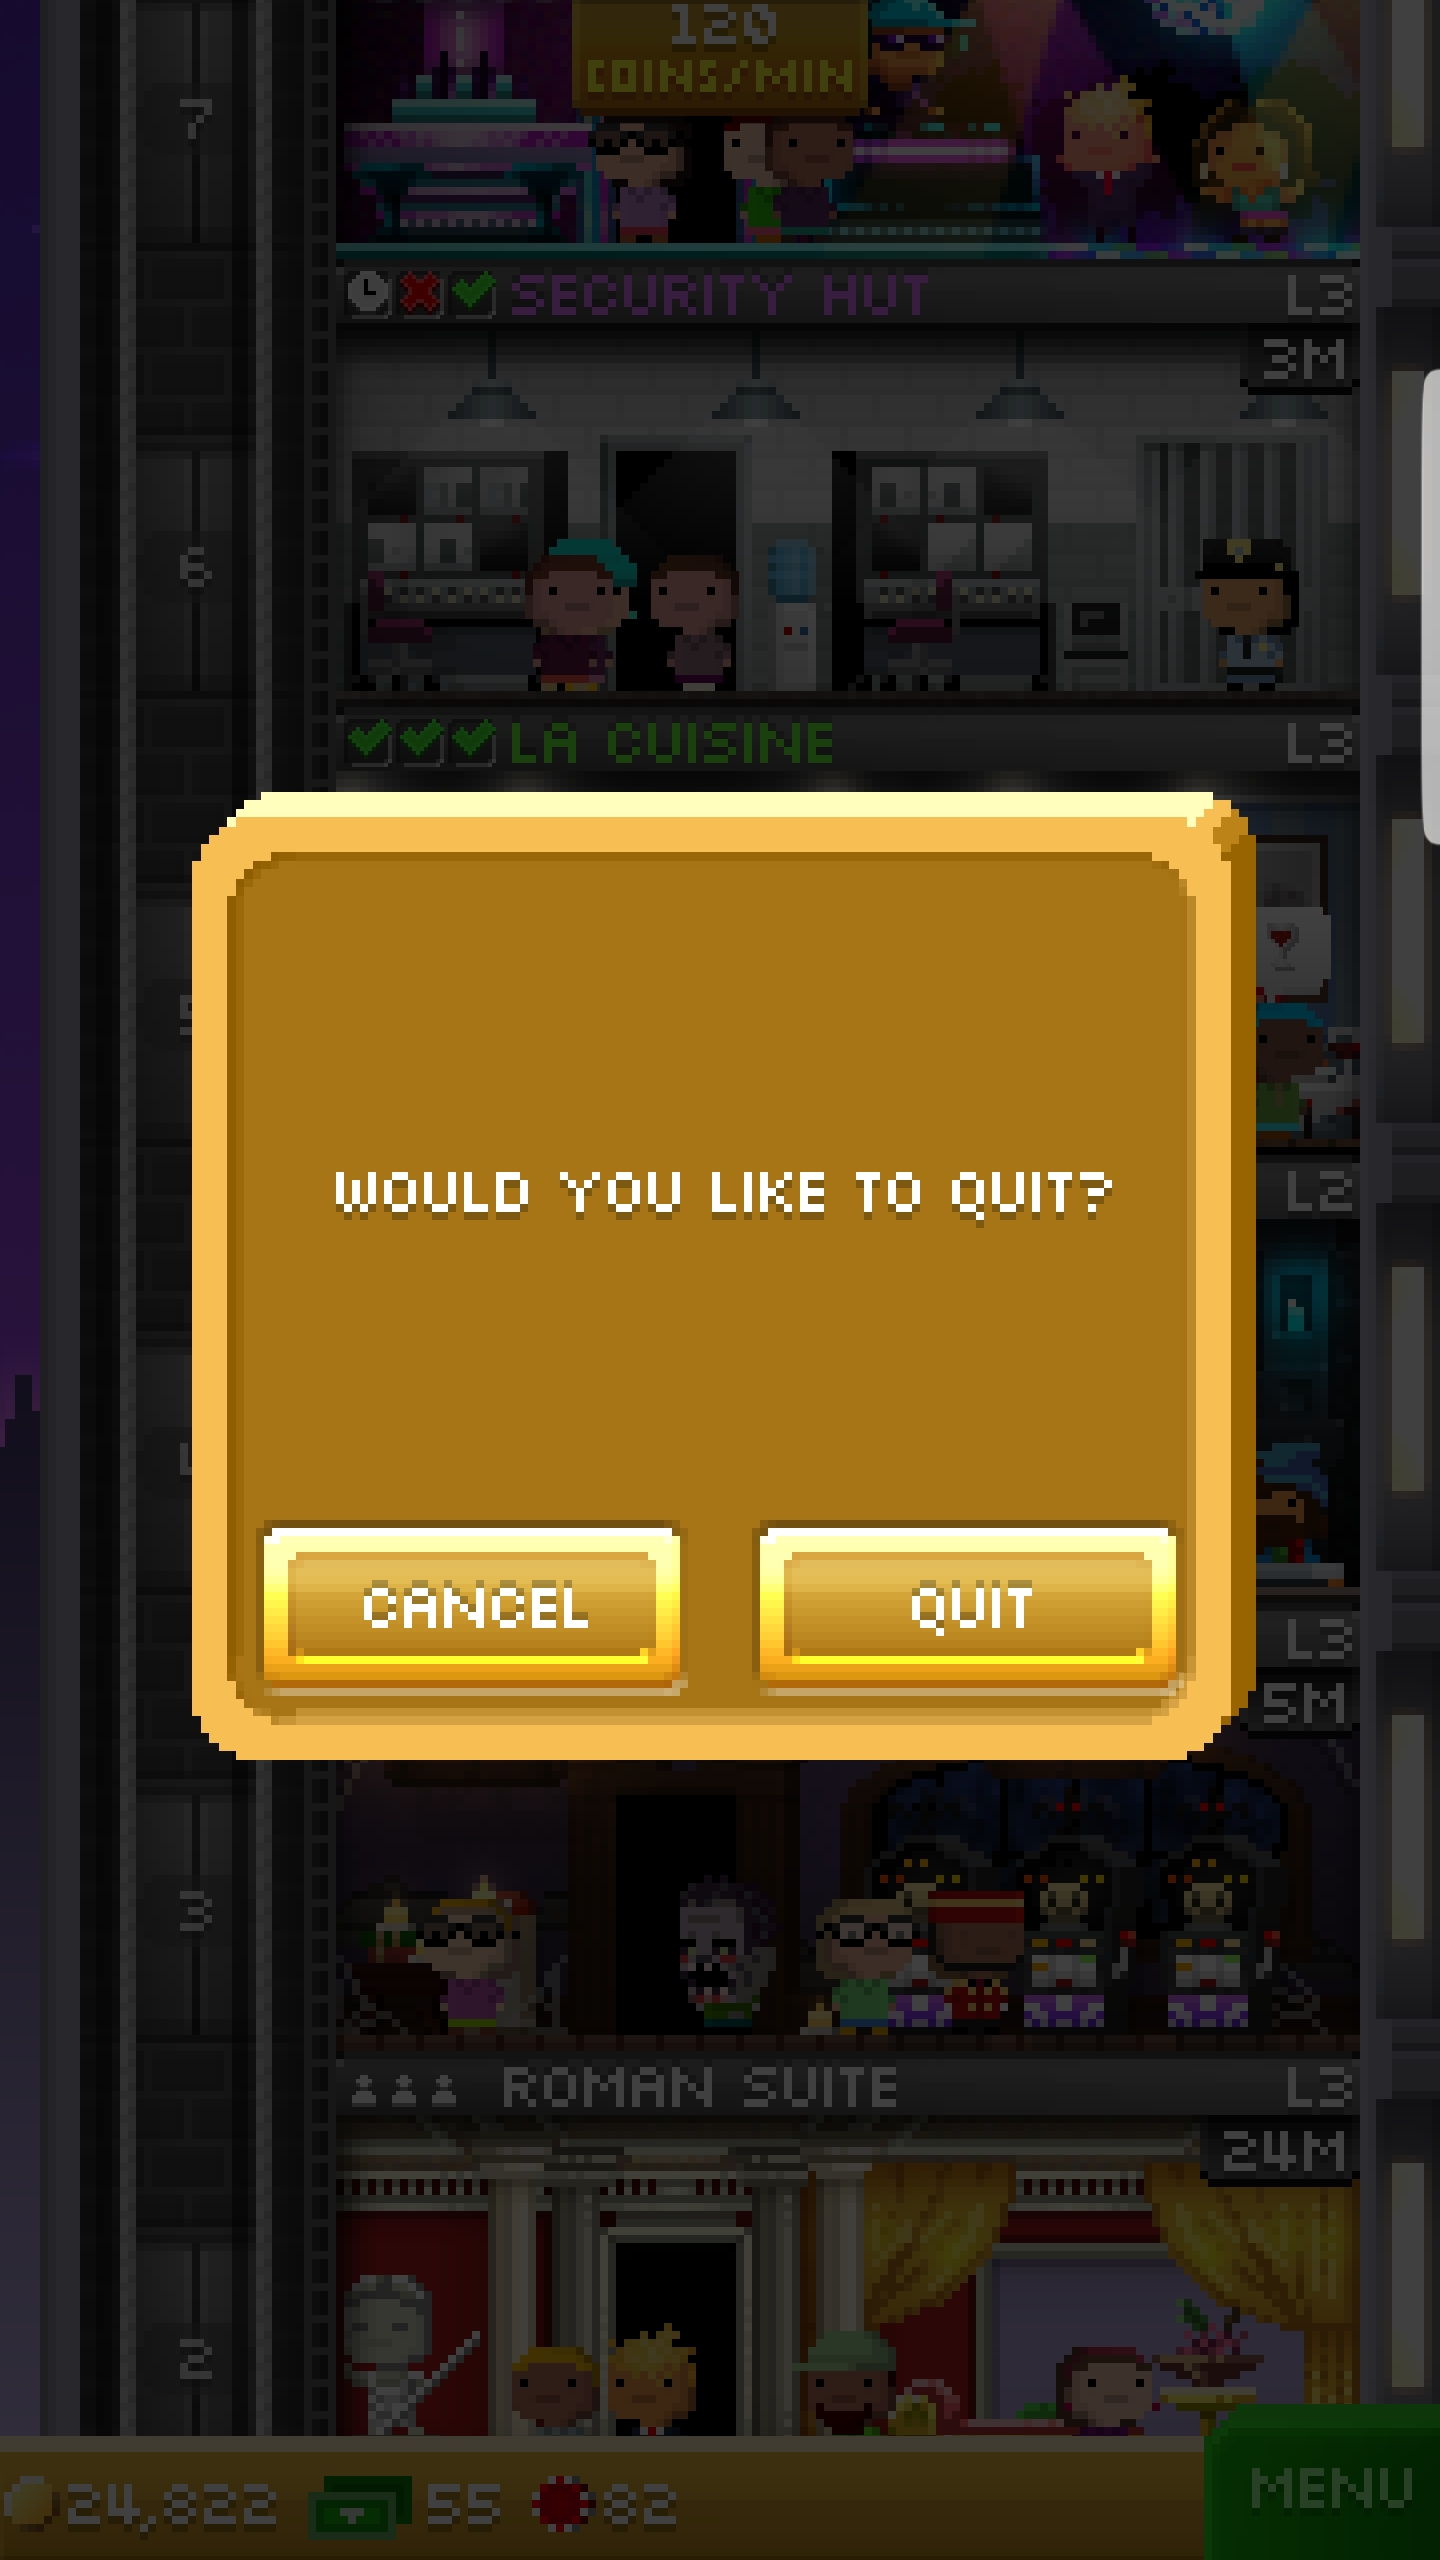 120
COINS/MIN
7
SECURITY HUT L3
3M
6
LA CUISINE L3
L2
WOULD YOU LIKE TO QUIT?
CANCEL QUIT
L3
5M
3
ROMAN SUITE L3
24M
2
24,822 55 82
MENU